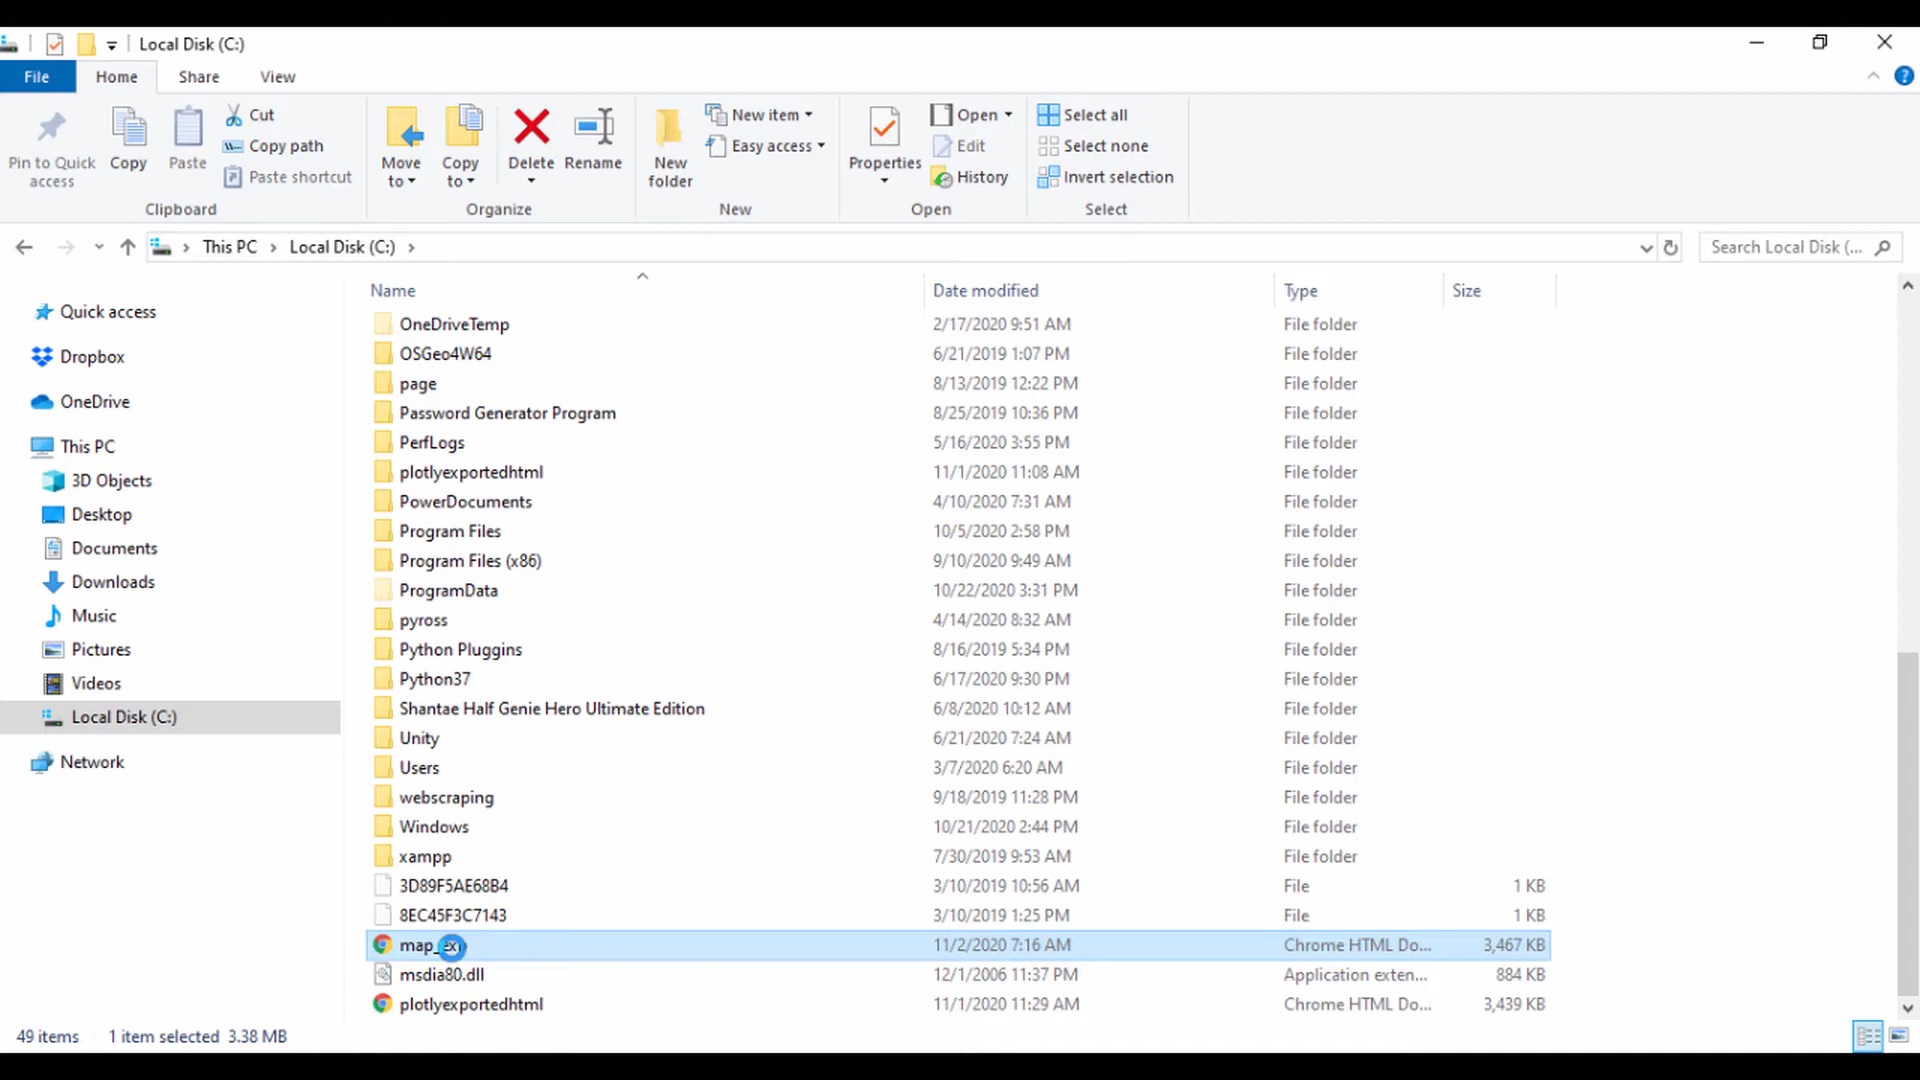 Local Disk (C:)
File Home Share View
Pin to Quick access
Copy
Paste
Cut
Copy path
Paste shortcut
Clipboard
Move to
Copy to
Delete
Rename
Organize
New folder
New item
Easy access
New
Properties
Open
Edit
History
Open
Select all
Select none
Invert selection
Select
This PC Local Disk (C:)
Search Local Disk (...
Quick access
Dropbox
OneDrive
This PC
3D Objects
Desktop
Documents
Downloads
Music
Pictures
Videos
Local Disk (C:)
Network
Name Date modified Type Size
OneDriveTemp 2/17/2020 9:51 AM File folder
OSGeo4W64 6/21/2019 1:07 PM File folder
page 8/13/2019 12:22 PM File folder
Password Generator Program 8/25/2019 10:36 PM File folder
PerfLogs 5/16/2020 3:55 PM File folder
plotlyexportedhtml 11/1/2020 11:08 AM File folder
PowerDocuments 4/10/2020 7:31 AM File folder
Program Files 10/5/2020 2:58 PM File folder
Program Files (x86) 9/10/2020 9:49 AM File folder
ProgramData 10/22/2020 3:31 PM File folder
pyross 4/14/2020 8:32 AM File folder
Python Pluggins 8/16/2019 5:34 PM File folder
Python37 6/17/2020 9:30 PM File folder
Shantae Half Genie Hero Ultimate Edition 6/8/2020 10:12 AM File folder
Unity 6/21/2020 7:24 AM File folder
Users 3/7/2020 6:20 AM File folder
webscraping 9/18/2019 11:28 PM File folder
Windows 10/21/2020 2:44 PM File folder
xampp 7/30/2019 9:53 AM File folder
3D89F5AE68B4 3/10/2019 10:56 AM File 1 KB
8EC45F3C7143 3/10/2019 1:25 PM File 1 KB
11/2/2020 7:16 AM Chrome HTML Do... 3,467 KB
msdia80.dll 12/1/2006 11:37 PM Application exten... 884 KB
plotlyexportedhtml 11/1/2020 11:29 AM Chrome HTML Do... 3,439 KB
49 items 1 item selected 3.38 MB